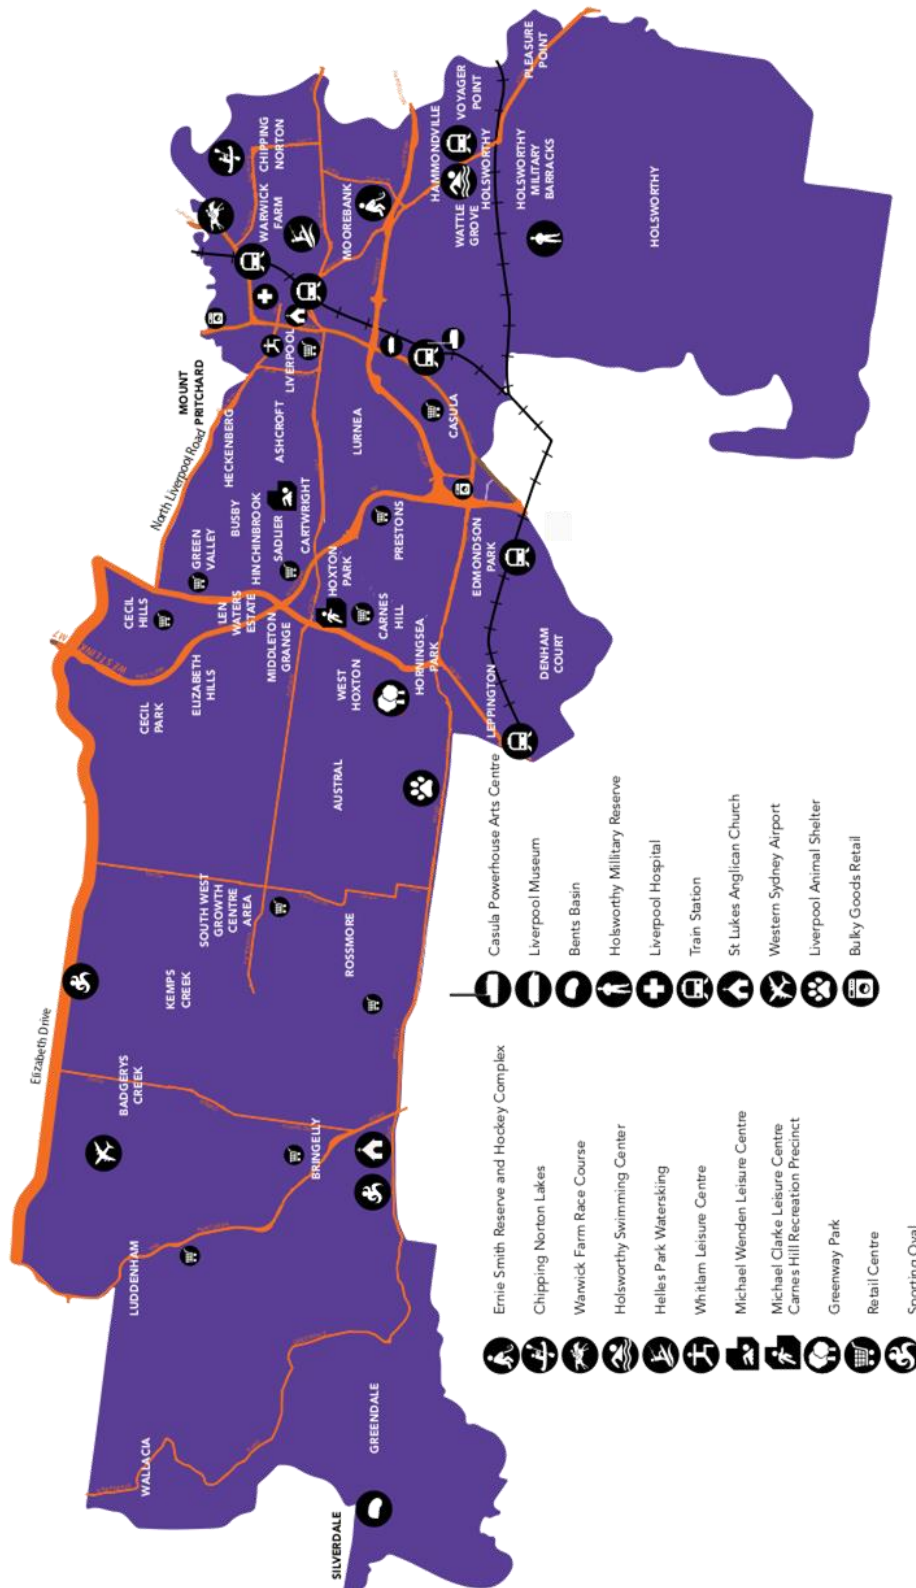 SILVERDALE
WALLACIA
GREENDALE
LUDDENHAM
BRINGELLY
BADGERYS
CREEK
Elizabeth Drive
KEMPS
CREEK
ROSSMORE
SOUTH WEST
GROWTH
CENTRE
AREA
AUSTRAL
CECIL
PARK
ELIZABETH
HILLS
CECIL
HILLS
M7
MIDDLETON
GRANGE
WEST
HOXTON
LEN
WATERS
ESTATE
GREEN
VALLEY
HINCHINBROOK
BUSBY
HECKENBERG
SADLIER
CARTWRIGHT
ASHCROFT
HOXTON
PARK
CARNES
HILL
HORNINGSEA
PARK
PRESTONS
LURNEA
LEPPINGTON
DENHAM
COURT
EDMONDSON
PARK
CASULA
North Liverpool Road
MOUNT
PRITCHARD
LIVERPOOL
WARWICK
FARM
CHIPPING
NORTON
MOOREBANK
HAMMONDVILLE
WATTLE
GROVE
HOLSWORTHY
VOYAGER
POINT
PLEASURE
POINT
HOLSWORTHY
MILITARY
BARRACKS
HOLSWORTHY
Ernie Smith Reserve and Hockey Complex
Chipping Norton Lakes
Warwick Farm Race Course
Holsworthy Swimming Center
Helles Park Waterskiing
Whitlam Leisure Centre
Michael Wenden Leisure Centre
Michael Clarke Leisure Centre
Carnes Hill Recreation Precinct
Greenway Park
Retail Centre
Sporting Oval
Casula Powerhouse Arts Centre
Liverpool Museum
Bents Basin
Holsworthy Military Reserve
Liverpool Hospital
Train Station
St Lukes Anglican Church
Western Sydney Airport
Liverpool Animal Shelter
Bulky Goods Retail